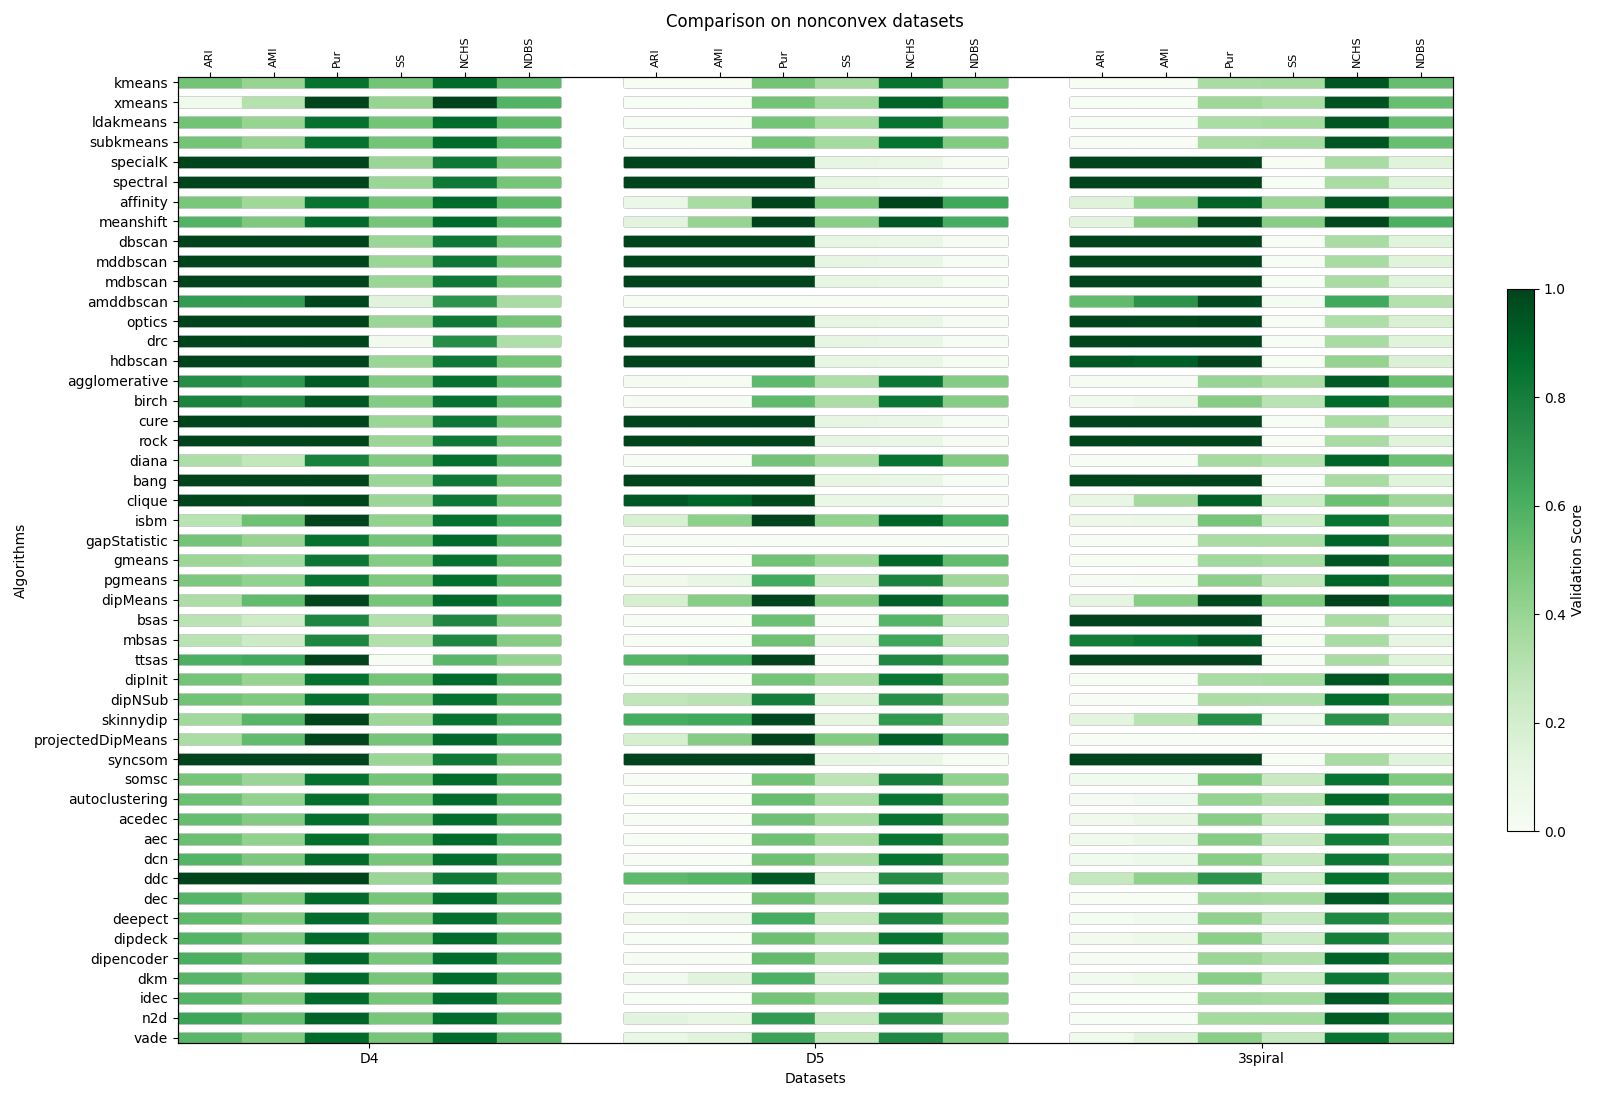 Comparison on nonconvex datasets
ARI AMI Pur SS NCHS NDBS ARI AMI Pur SS NCHS NDBS ARI AMI Pur SS NCHS NDBS
kmeans
xmeans
ldakmeans
subkmeans
specialK
spectral
affinity
meanshift
dbscan
mddbscan
mdbscan
amddbscan
optics
drc
hdbscan
agglomerative
birch
cure
rock
diana
bang
clique
isbm
gapStatistic
gmeans
pgmeans
dipMeans
bsas
mbsas
ttsas
dipInit
dipNSub
skinnydip
projectedDipMeans
syncsom
somsc
autoclustering
acedec
aec
dcn
ddc
dec
deepect
dipdeck
dipencoder
dkm
idec
n2d
vade
Algorithms
D4 D5 3spiral
Datasets
1.0
0.8
0.6
0.4
0.2
0.0
Validation Score